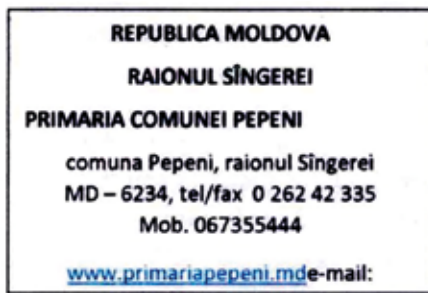 REPUBLICA MOLDOVA
RAIONUL SÎNGEREI
PRIMARIA COMUNEI PEPENI
comuna Pepeni, raionul Sîngerei
MD – 6234, tel/fax 0 262 42 335
Mob. 067355444
www.primariapepeni.mde-mail: